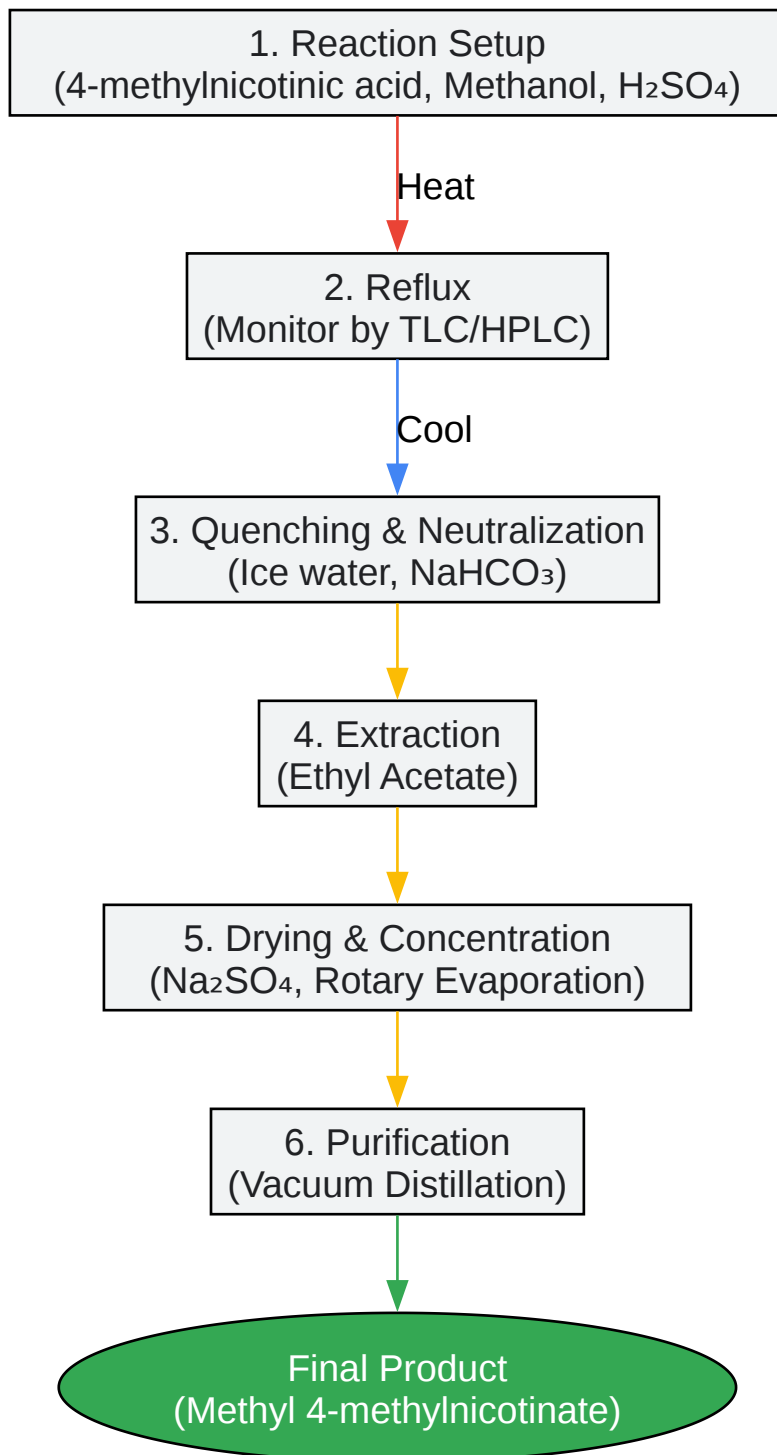 1. Reaction Setup
(4-methylnicotinic acid, Methanol, H₂SO₄)
Heat
2. Reflux
(Monitor by TLC/HPLC)
Cool
3. Quenching & Neutralization
(Ice water, NaHCO₃)
4. Extraction
(Ethyl Acetate)
5. Drying & Concentration
(Na₂SO₄, Rotary Evaporation)
6. Purification
(Vacuum Distillation)
Final Product
(Methyl 4-methylnicotinate)